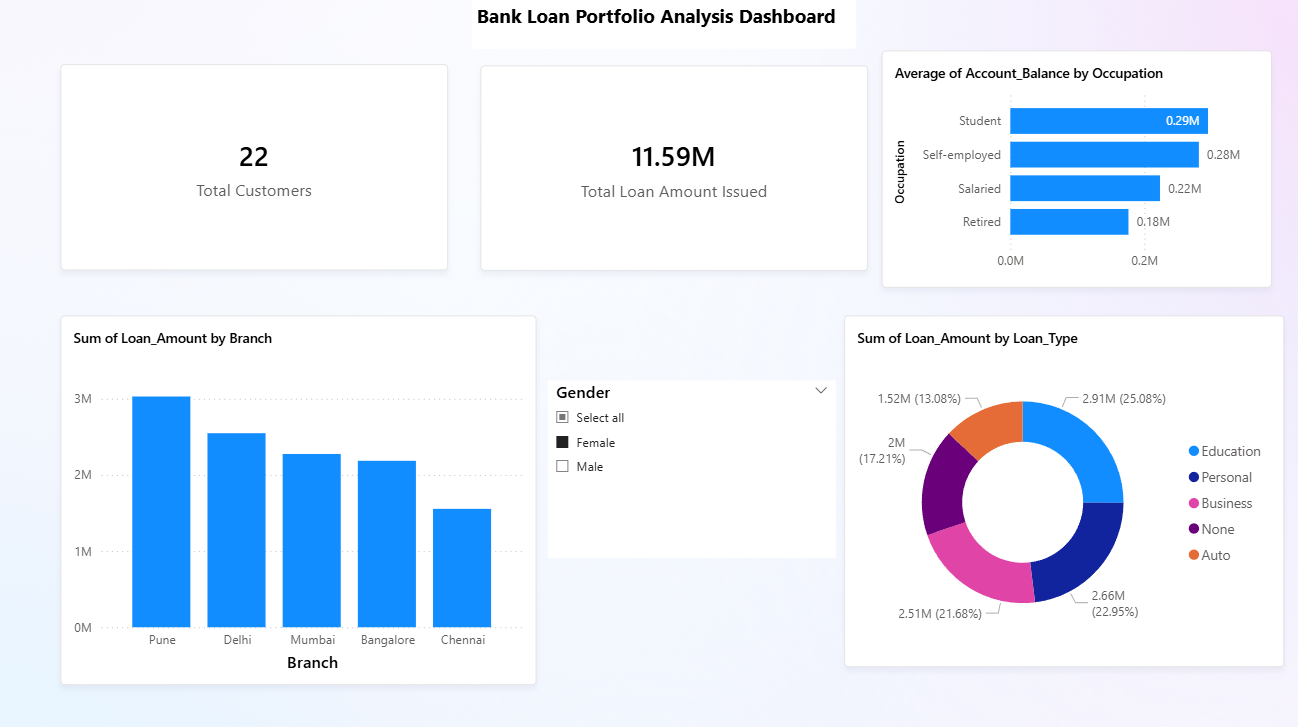 Bank Loan Portfolio Analysis Dashboard
22
Total Customers
11.59M
Total Loan Amount Issued
Average of Account_Balance by Occupation
Occupation
Student
0.29M
Self-employed
0.28M
Salaried
0.22M
Retired
0.18M
0.0M
0.2M
Sum of Loan_Amount by Branch
3M
2M
1M
0M
Pune
Delhi
Mumbai
Bangalore
Chennai
Branch
Gender
Select all
Female
Male
Sum of Loan_Amount by Loan_Type
1.52M (13.08%)
2.91M (25.08%)
2M
(17.21%)
2.51M (21.68%)
2.66M
(22.95%)
Education
Personal
Business
None
Auto